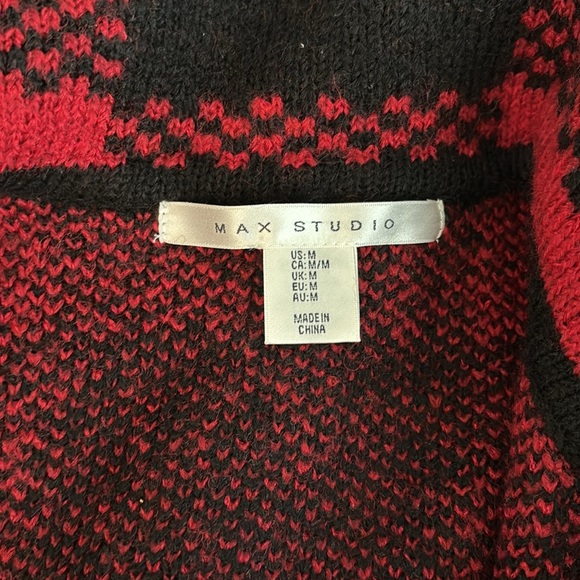 MAX STUDIO
US:M
CA:M/M
UK:M
EU:M
AU:M
MADE IN
CHINA